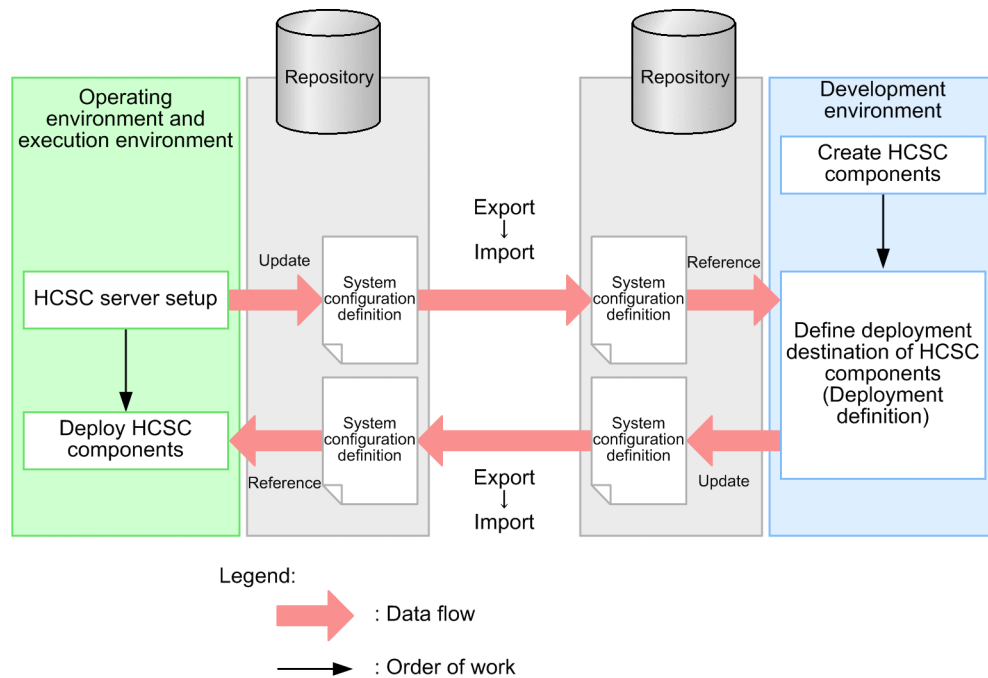 Repository
Repository
Operating
environment and
execution environment
Development
environment
Create HCSC
components
Export
↓
Import
Update
System
configuration
definition
System
configuration
definition
Reference
HCSC server setup
Define deployment
destination of HCSC
components
(Deployment
definition)
Deploy HCSC
components
System
configuration
definition
System
configuration
definition
Reference
Update
Export
↓
Import
Legend:
: Data flow
: Order of work